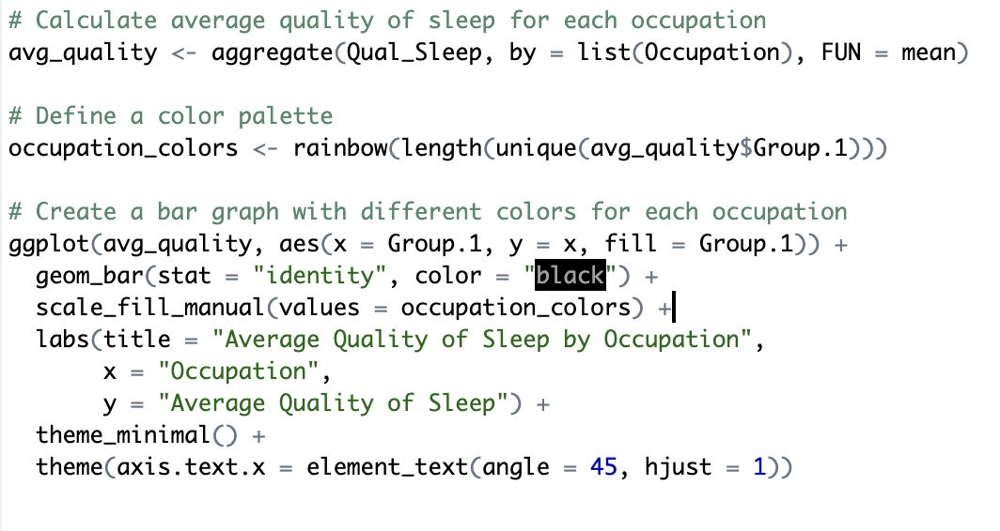 # Calculate average quality of sleep for each occupation
avg_quality <- aggregate(Qual_Sleep, by = list(Occupation), FUN = mean)
# Define a color palette
occupation_colors <- rainbow(length(unique(avg_quality$Group.1)))
# Create a bar graph with different colors for each occupation
ggplot(avg_quality, aes(x = Group.1, y = x, fill = Group.1)) +
  geom_bar(stat = "identity", color = "black") +
  scale_fill_manual(values = occupation_colors) +
  labs(title = "Average Quality of Sleep by Occupation",
       x = "Occupation",
       y = "Average Quality of Sleep") +
  theme_minimal() +
  theme(axis.text.x = element_text(angle = 45, hjust = 1))